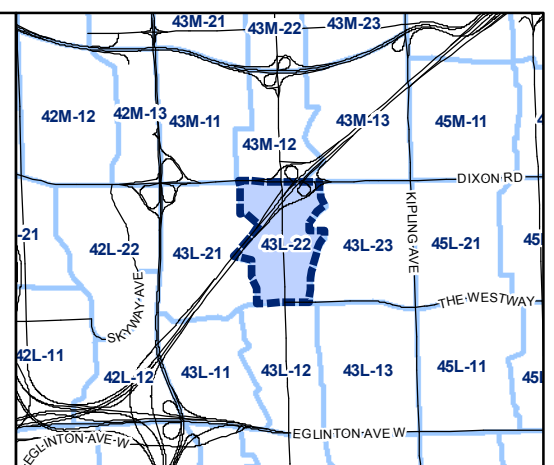 43M-21
43M-22
43M-23
42M-12
42M-13
43M-11
43M-12
43M-13
45M-11
DIXON RD
-21
42L-22
43L-21
43L-22
43L-23
KIPLING AVE
45L-21
SKYWAY AVE
THE WESTWAY
42L-11
42L-12
43L-11
43L-12
43L-13
45L-11
EGLINTON AVE W
EGLINTON AVE W